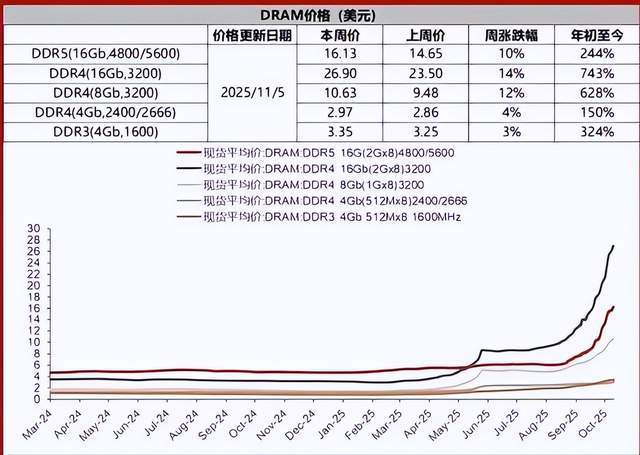 DRAM价格 (美元)
价格更新日期 本周价 上周价 周涨跌幅 年初至今
DDR5(16Gb,4800/5600) 16.13 14.65 10% 244%
DDR4(16Gb,3200) 26.90 23.50 14% 743%
DDR4(8Gb,3200) 2025/11/5 10.63 9.48 12% 628%
DDR4(4Gb,2400/2666) 2.97 2.86 4% 150%
DDR3(4Gb,1600) 3.35 3.25 3% 324%
现货平均价:DRAM:DDR5 16G(2Gx8)4800/5600
现货平均价:DRAM:DDR4 16Gb(2Gx8)3200
现货平均价:DRAM:DDR4 8Gb(1Gx8)3200
现货平均价:DRAM:DDR4 4Gb(512Mx8)2400/2666
现货平均价:DRAM:DDR3 4Gb 512Mx8 1600MHz
30
28
26
24
22
20
18
16
14
12
10
8
6
4
2
0
Mar-24 Apr-24 May-24 Jun-24 Jul-24 Aug-24 Sep-24 Oct-24 Nov-24 Dec-24 Jan-25 Feb-25 Mar-25 Apr-25 May-25 Jun-25 Jul-25 Aug-25 Sep-25 Oct-25